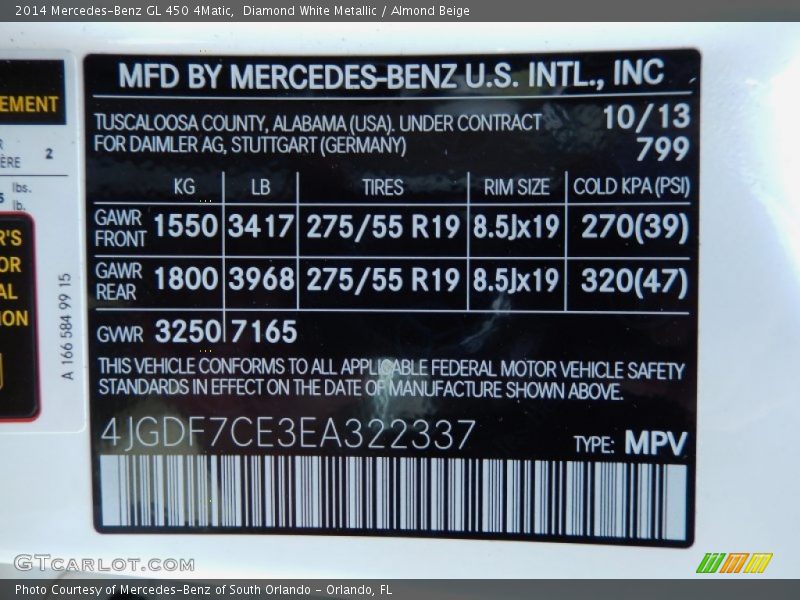 2014 Mercedes-Benz GL 450 4Matic, Diamond White Metallic / Almond Beige
EMENT
ÈRE 2
lbs.
lb.
R'S
OR
AL
ION
A 166 584 99 15
MFD BY MERCEDES-BENZ U.S. INTL., INC
TUSCALOOSA COUNTY, ALABAMA (USA). UNDER CONTRACT 10/13
FOR DAIMLER AG, STUTTGART (GERMANY) 799
KG LB TIRES RIM SIZE COLD KPA (PSI)
GAWR FRONT 1550 3417 275/55 R19 8.5Jx19 270(39)
GAWR REAR 1800 3968 275/55 R19 8.5Jx19 320(47)
GVWR 3250 7165
THIS VEHICLE CONFORMS TO ALL APPLICABLE FEDERAL MOTOR VEHICLE SAFETY
STANDARDS IN EFFECT ON THE DATE OF MANUFACTURE SHOWN ABOVE.
4JGDF7CE3EA322337 TYPE: MPV
GTCARLOT.COM
Photo Courtesy of Mercedes-Benz of South Orlando - Orlando, FL